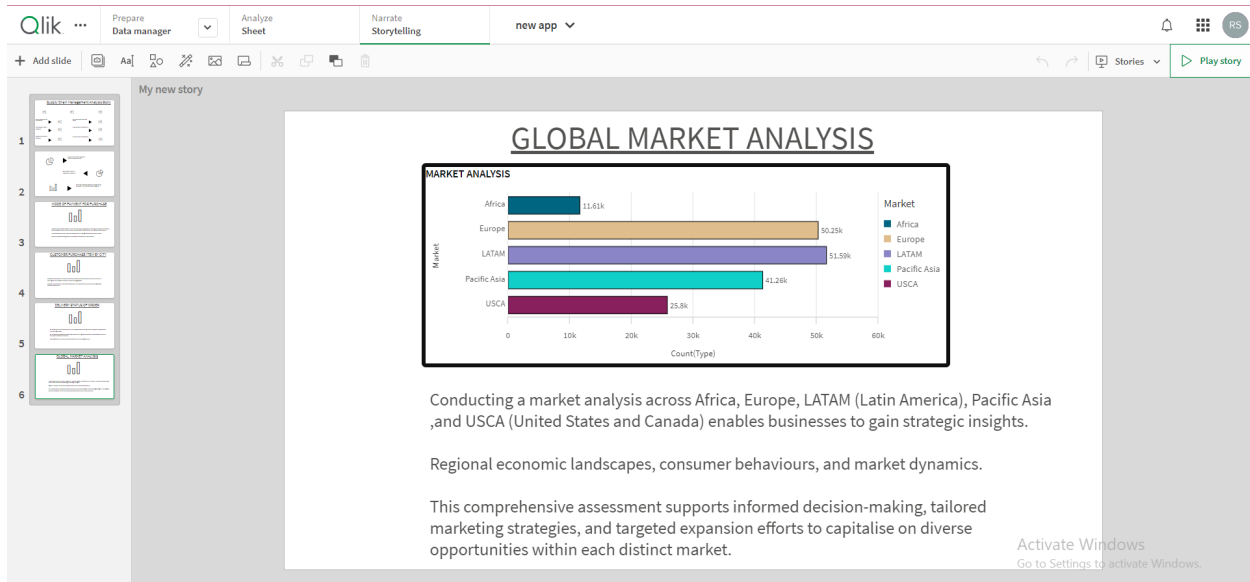 Qlik
Prepare
Data manager
Analyze
Sheet
Narrate
Storytelling
new app
RS
+ Add slide
Stories
Play story
My new story
1
2
3
4
5
6
GLOBAL MARKET ANALYSIS
MARKET ANALYSIS
Market
Africa
Europe
LATAM
Pacific Asia
USCA
11.61k
50.25k
51.59k
41.26k
25.8k
0 10k 20k 30k 40k 50k 60k
Count(Type)
Market
Africa
Europe
LATAM
Pacific Asia
USCA
Conducting a market analysis across Africa, Europe, LATAM (Latin America), Pacific Asia
,and USCA (United States and Canada) enables businesses to gain strategic insights.
Regional economic landscapes, consumer behaviours, and market dynamics.
This comprehensive assessment supports informed decision-making, tailored
marketing strategies, and targeted expansion efforts to capitalise on diverse
opportunities within each distinct market.
Activate Windows
Go to Settings to activate Windows.